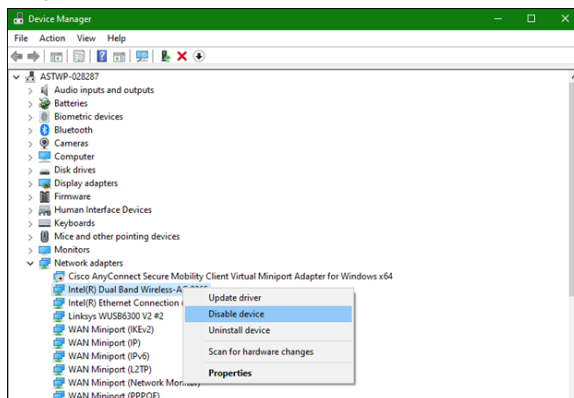 Device Manager
File Action View Help
ASTWP-028287
Audio inputs and outputs
Batteries
Biometric devices
Bluetooth
Cameras
Computer
Disk drives
Display adapters
Firmware
Human Interface Devices
Keyboards
Mice and other pointing devices
Monitors
Network adapters
Cisco AnyConnect Secure Mobility Client Virtual Miniport Adapter for Windows x64
Intel(R) Dual Band Wireless-AC 8265
Intel(R) Ethernet Connection
Linksys WUSB6300 V2 #2
WAN Miniport (IKEv2)
WAN Miniport (IP)
WAN Miniport (IPv6)
WAN Miniport (L2TP)
WAN Miniport (Network Monitor)
WAN Miniport (PPPOE)
Update driver
Disable device
Uninstall device
Scan for hardware changes
Properties